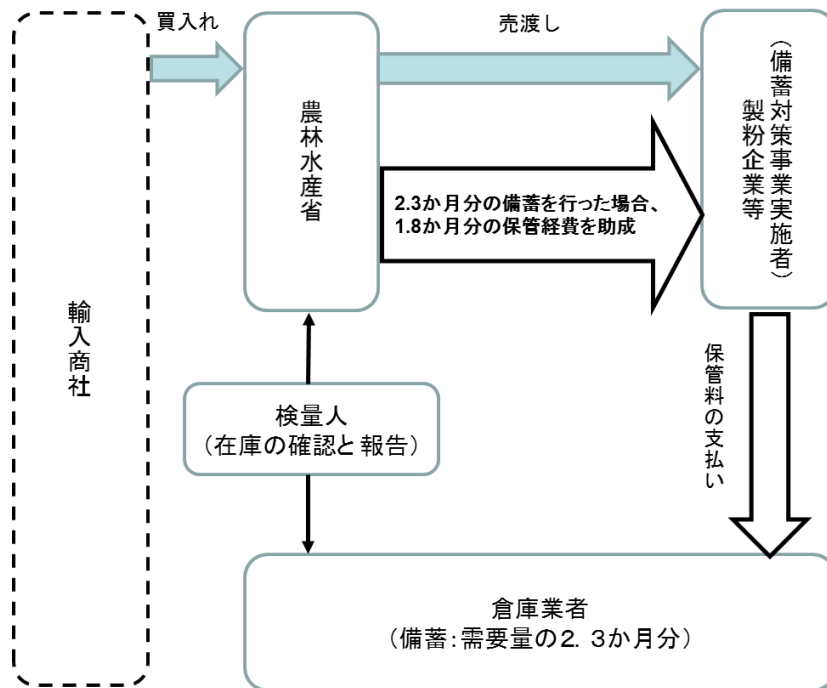 買入れ
売渡し
輸入商社
農林水産省
2.3か月分の備蓄を行った場合、
1.8か月分の保管経費を助成
(備蓄対策事業実施者)
製粉企業等
検量人
(在庫の確認と報告)
保管料の支払い
倉庫業者
(備蓄:需要量の2.3か月分)